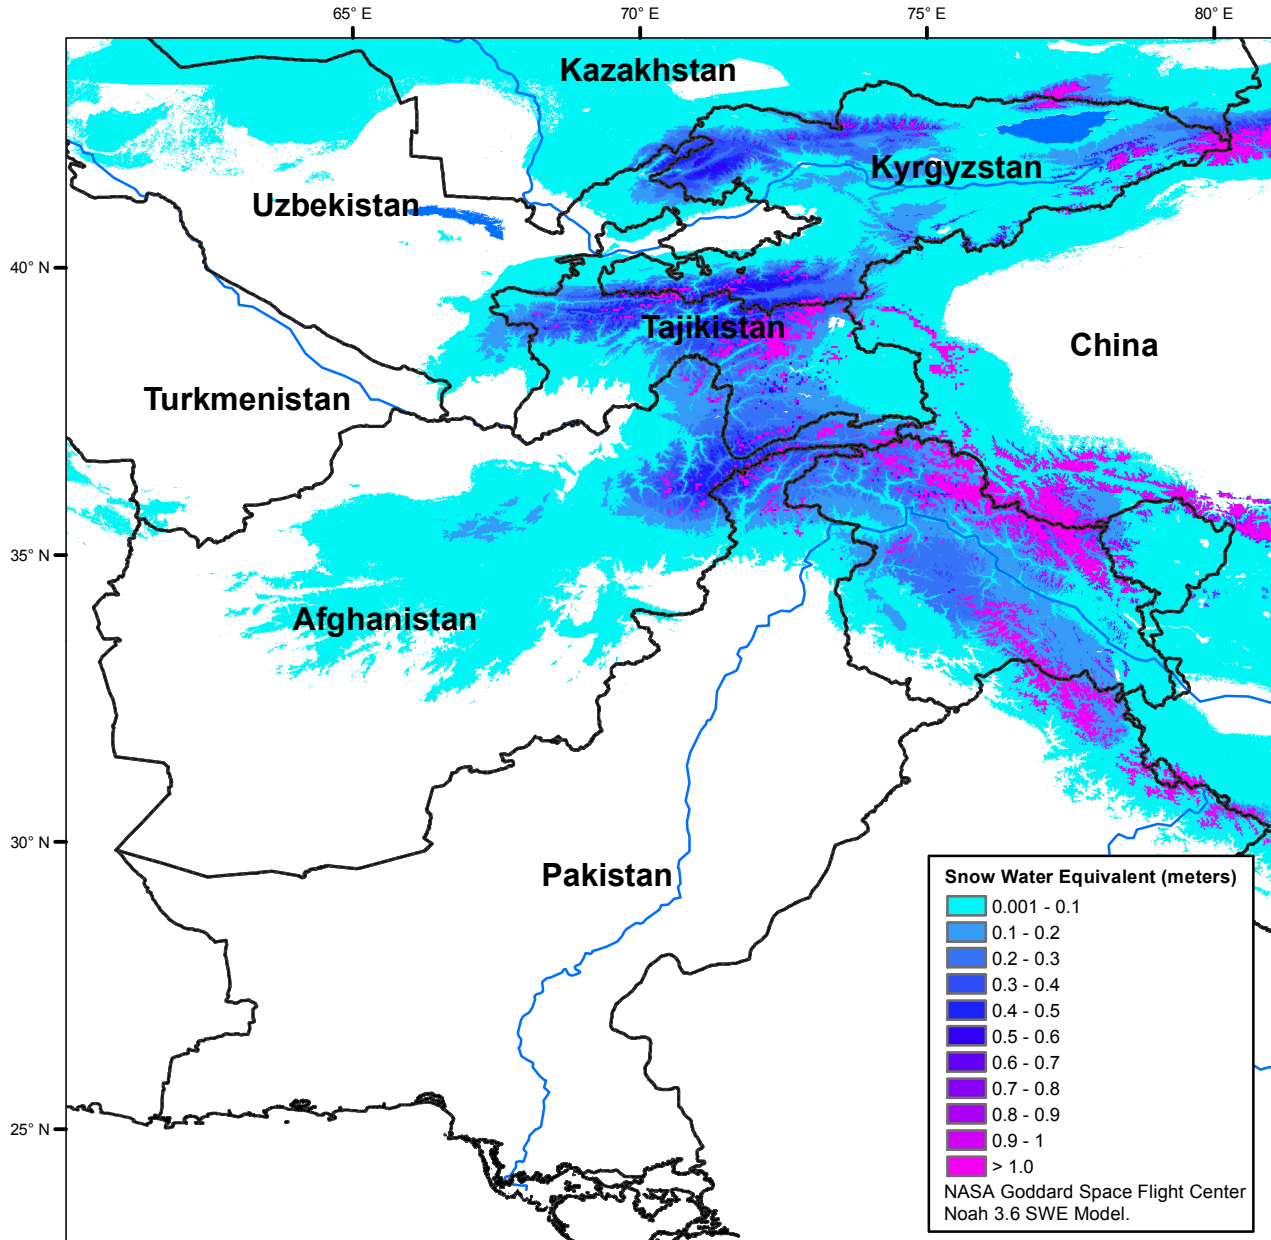 65° E
70° E
75° E
80° E
Kazakhstan
Kyrgyzstan
Uzbekistan
40° N
Tajikistan
China
Turkmenistan
35° N
Afghanistan
30° N
Pakistan
25° N
Snow Water Equivalent (meters)
0.001 - 0.1
0.1 - 0.2
0.2 - 0.3
0.3 - 0.4
0.4 - 0.5
0.5 - 0.6
0.6 - 0.7
0.7 - 0.8
0.8 - 0.9
0.9 - 1
> 1.0
NASA Goddard Space Flight Center
Noah 3.6 SWE Model.